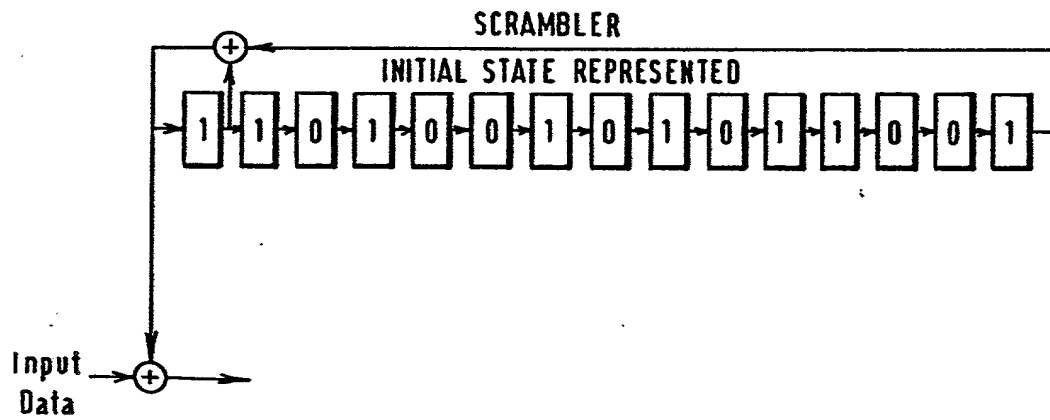 SCRAMBLER
INITIAL STATE REPRESENTED
1 1 0 1 0 0 1 0 1 0 1 1 0 0 1
Input
Data